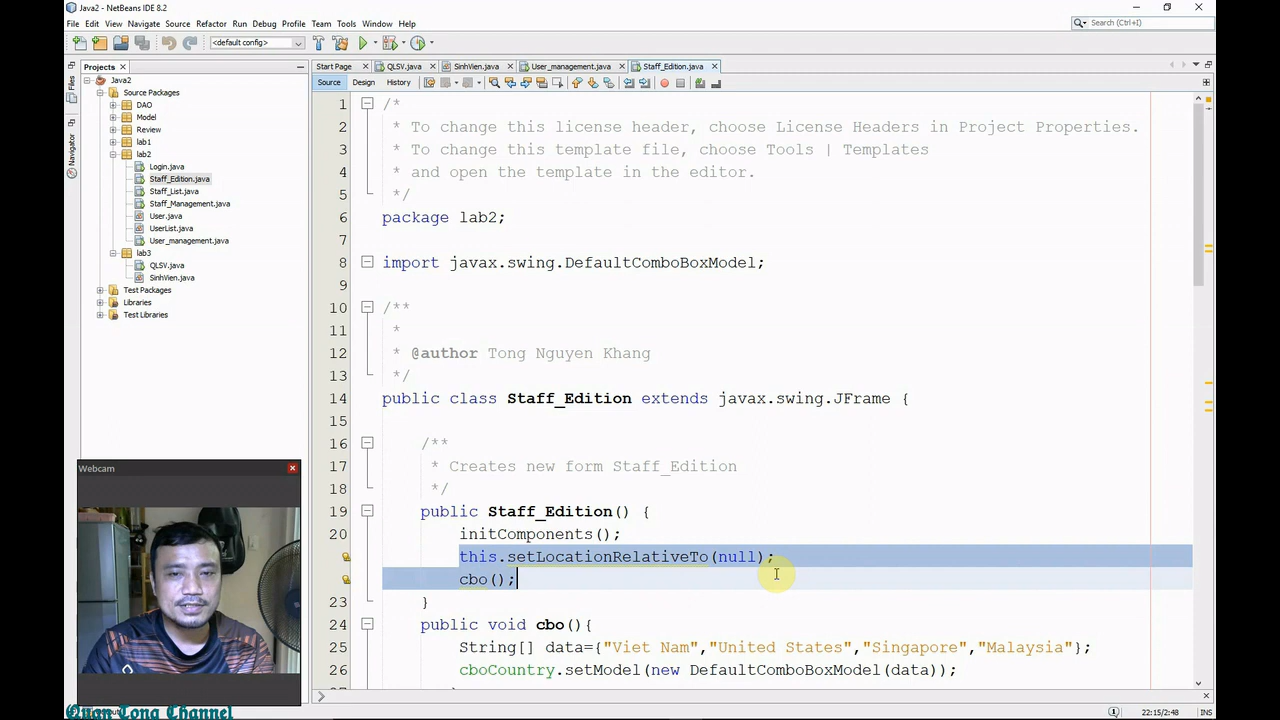 Java2 - NetBeans IDE 8.2
File Edit View Navigate Source Refactor Run Debug Profile Team Tools Window Help
Search (Ctrl+I)
<default config>
Projects
Files
Navigator
Java2
Source Packages
DAO
Model
Review
lab1
lab2
Login.java
Staff_Edition.java
Staff_List.java
Staff_Management.java
User.java
UserList.java
User_management.java
lab3
QLSV.java
SinhVien.java
Test Packages
Libraries
Test Libraries
Start Page QLSV.java SinhVien.java User_management.java Staff_Edition.java
Source Design History
1 /*
2 * To change this license header, choose License Headers in Project Properties.
3 * To change this template file, choose Tools | Templates
4 * and open the template in the editor.
5 */
6 package lab2;
7
8 import javax.swing.DefaultComboBoxModel;
9
10 /**
11 *
12 * @author Tong Nguyen Khang
13 */
14 public class Staff_Edition extends javax.swing.JFrame {
15
16 /**
17 * Creates new form Staff_Edition
18 */
19 public Staff_Edition() {
20 initComponents();
this.setLocationRelativeTo(null);
cbo();
23 }
24 public void cbo(){
25 String[] data={"Viet Nam","United States","Singapore","Malaysia"};
26 cboCountry.setModel(new DefaultComboBoxModel(data));
Webcam
Quan Tong Channel
22:15/2:48 INS